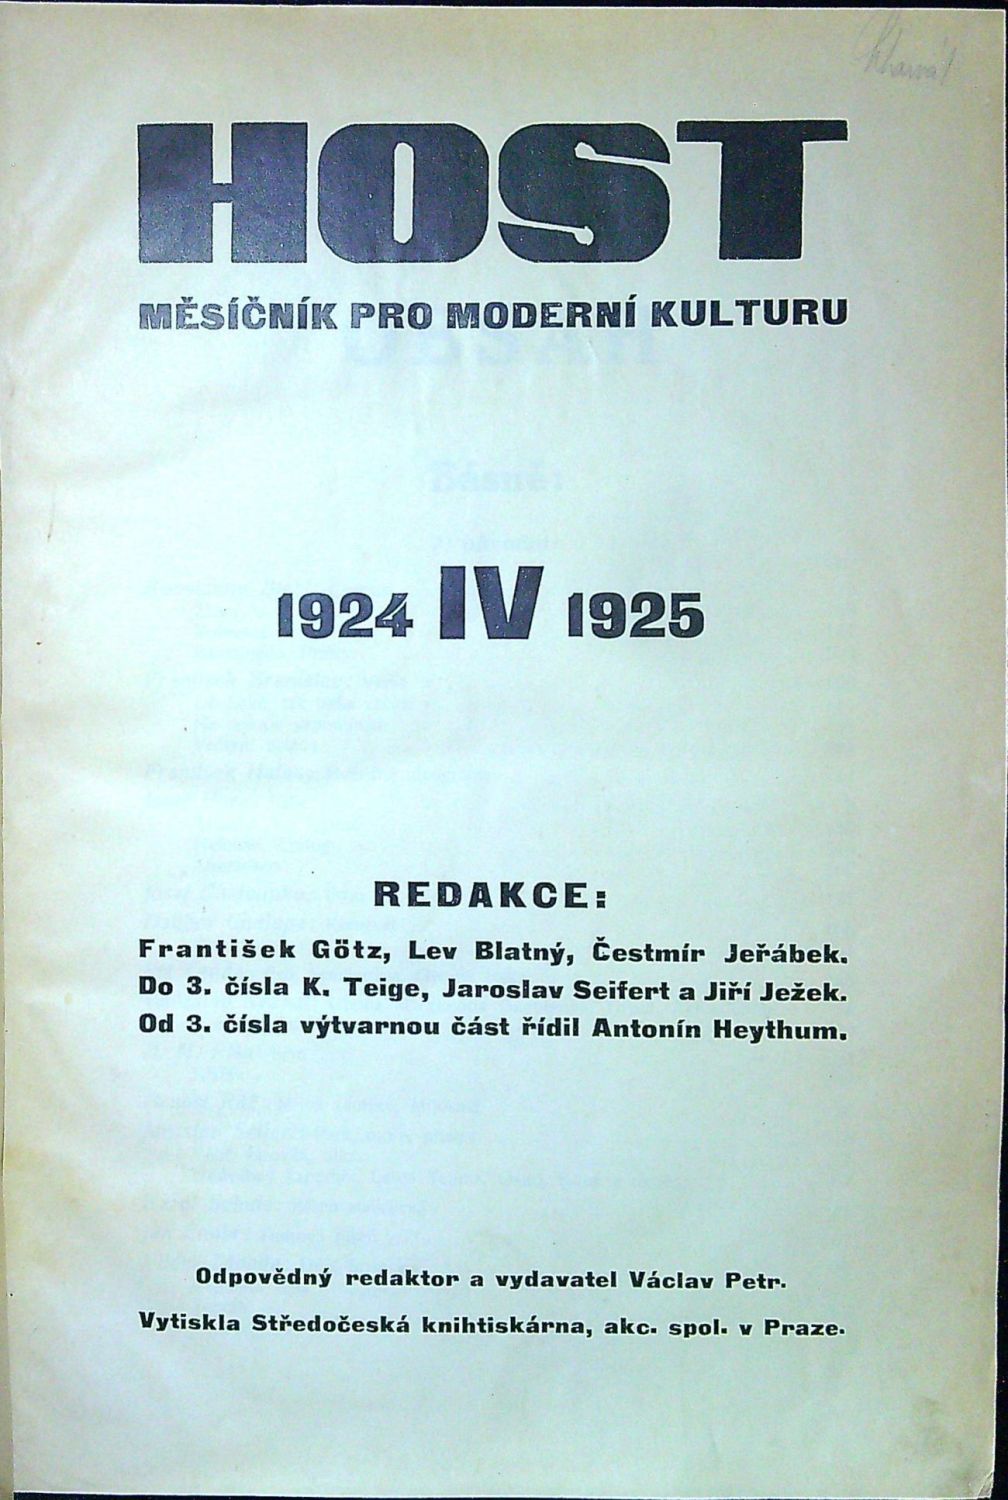 HOST
MĚSÍČNÍK PRO MODERNÍ KULTURU
1924 IV 1925
REDAKCE:
František Götz, Lev Blatný, Čestmír Jeřábek.
Do 3. čísla K. Teige, Jaroslav Seifert a Jiří Ježek.
Od 3. čísla výtvarnou část řídil Antonín Heythum.
Odpovědný redaktor a vydavatel Václav Petr.
Vytiskla Středočeská knihtiskárna, akc. spol. v Praze.